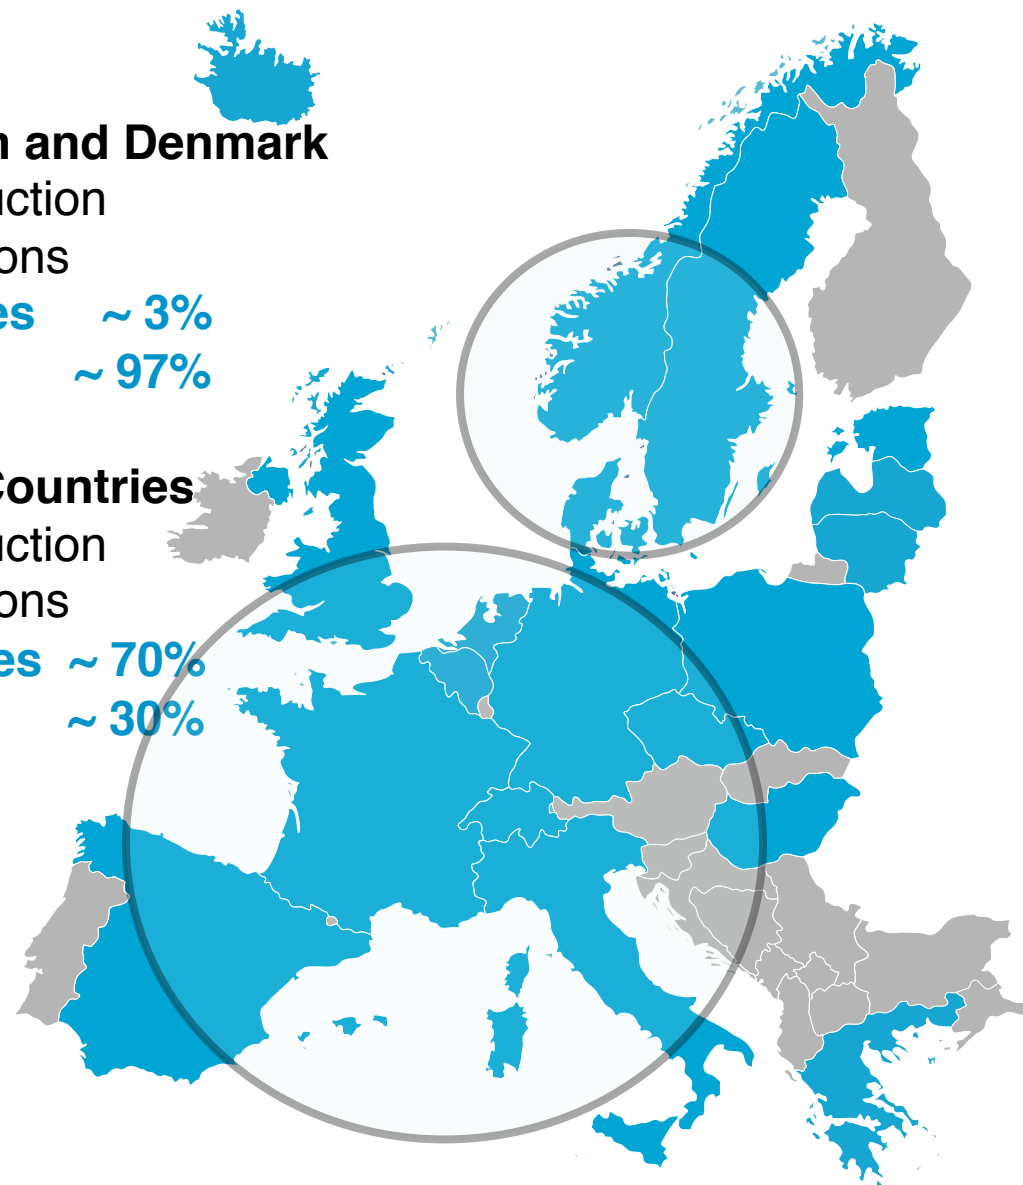 n and Denmark
uction
ons
es ~ 3%
~ 97%
Countries
uction
ons
es ~ 70%
~ 30%